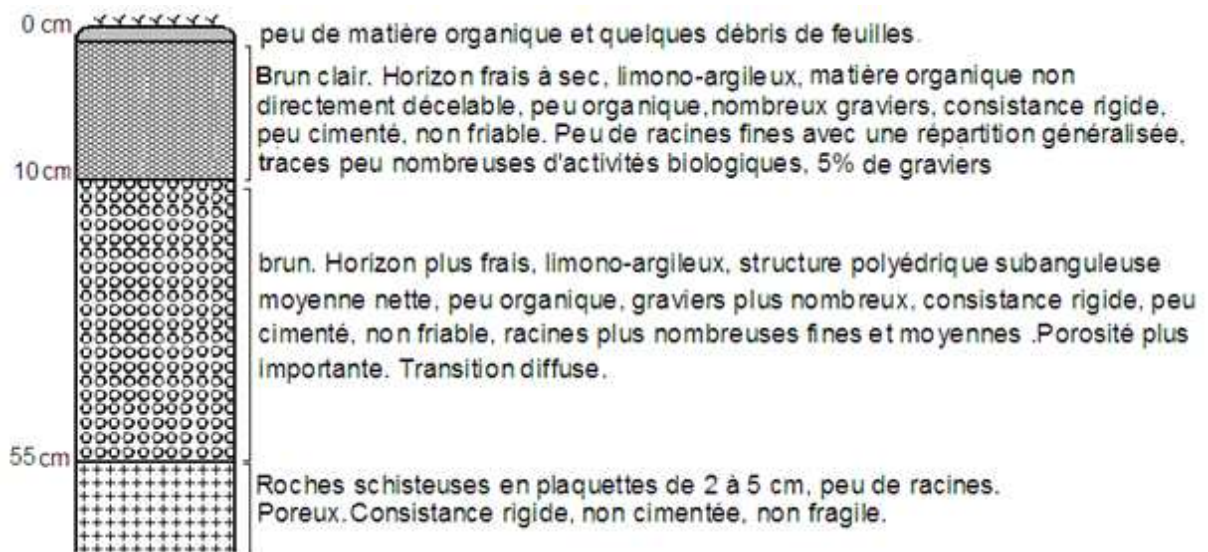 0 cm
peu de matière organique et quelques débris de feuilles.
Brun clair. Horizon frais à sec, limono-argileux, matière organique non
directement décelable, peu organique, nombreux graviers, consistance rigide,
peu cimenté, non friable. Peu de racines fines avec une répartition généralisée,
traces peu nombreuses d'activités biologiques, 5% de graviers
10 cm
brun. Horizon plus frais, limono-argileux, structure polyédrique subanguleuse
moyenne nette, peu organique, graviers plus nombreux, consistance rigide, peu
cimenté, non friable, racines plus nombreuses fines et moyennes .Porosité plus
importante. Transition diffuse.
55 cm
Roches schisteuses en plaquettes de 2 à 5 cm, peu de racines.
Poreux.Consistance rigide, non cimentée, non fragile.